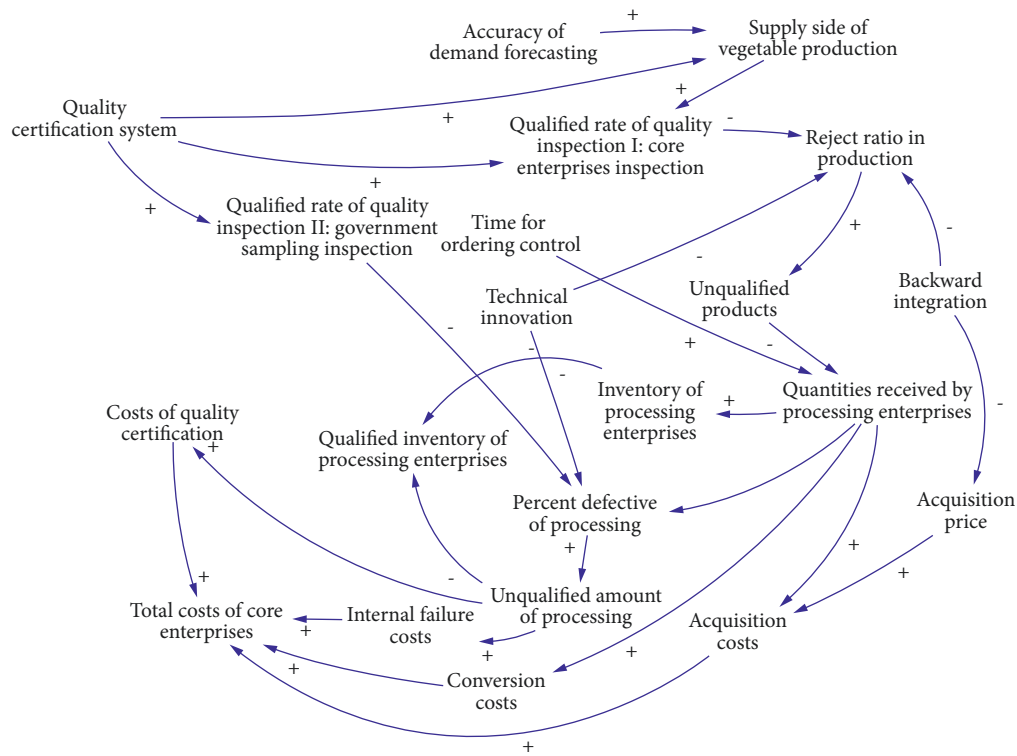 Accuracy of
demand forecasting
+
Supply side of
vegetable production
Quality
certification system
+
+
Qualified rate of quality
inspection I: core
enterprises inspection
-
Reject ratio in
production
+
+
Qualified rate of quality
inspection II: government
sampling inspection
Time for
ordering control
+
-
-
Technical
innovation
Unqualified
products
Backward
integration
-
-
+
-
-
Inventory of
processing
enterprises
+
Quantities received by
processing enterprises
-
Costs of quality
certification
+
Qualified inventory of
processing enterprises
Percent defective
of processing
Acquisition
price
+
+
+
+
-
Unqualified amount
of processing
Total costs of core
enterprises
+
Internal failure
costs
Acquisition
costs
+
+
+
Conversion
costs
+